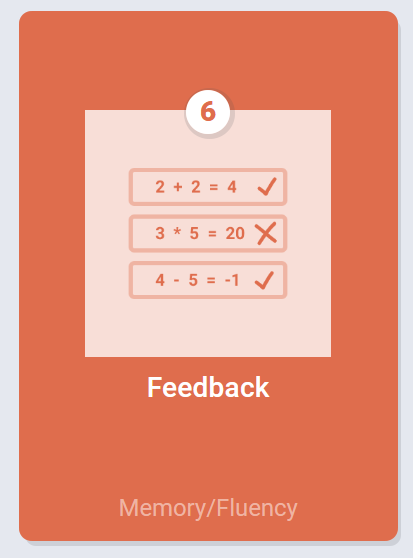 6
2 + 2 = 4 ✓
3 * 5 = 20 ✗
4 - 5 = -1 ✓
Feedback
Memory/Fluency